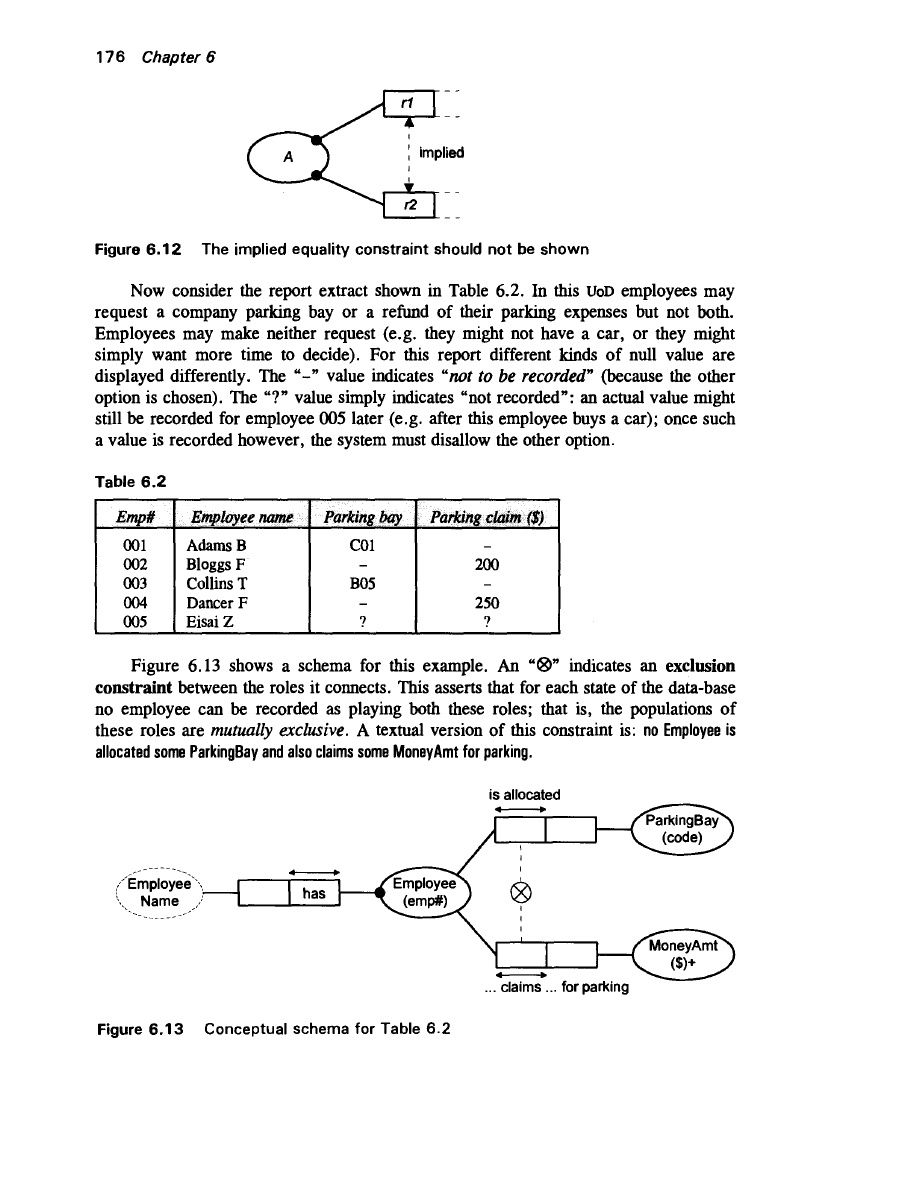 176 Chapter 6
r1
A
implied
r2
Figure 6.12 The implied equality constraint should not be shown
Now consider the report extract shown in Table 6.2. In this UoD employees may
request a company parking bay or a refund of their parking expenses but not both.
Employees may make neither request (e.g. they might not have a car, or they might
simply want more time to decide). For this report different kinds of null value are
displayed differently. The “–” value indicates “not to be recorded” (because the other
option is chosen). The “?” value simply indicates “not recorded”: an actual value might
still be recorded for employee 005 later (e.g. after this employee buys a car); once such
a value is recorded however, the system must disallow the other option.
Table 6.2
Emp# Employee name Parking bay Parking claim ($)
001 Adams B C01 –
002 Bloggs F – 200
003 Collins T B05 –
004 Dancer F – 250
005 Eisai Z ? ?
Figure 6.13 shows a schema for this example. An “⊗” indicates an exclusion
constraint between the roles it connects. This asserts that for each state of the data-base
no employee can be recorded as playing both these roles; that is, the populations of
these roles are mutually exclusive. A textual version of this constraint is: no Employee is
allocated some ParkingBay and also claims some MoneyAmt for parking.
is allocated
ParkingBay
(code)
Employee
Name
has
Employee
(emp#)
MoneyAmt
($)+
... claims ... for parking
Figure 6.13 Conceptual schema for Table 6.2